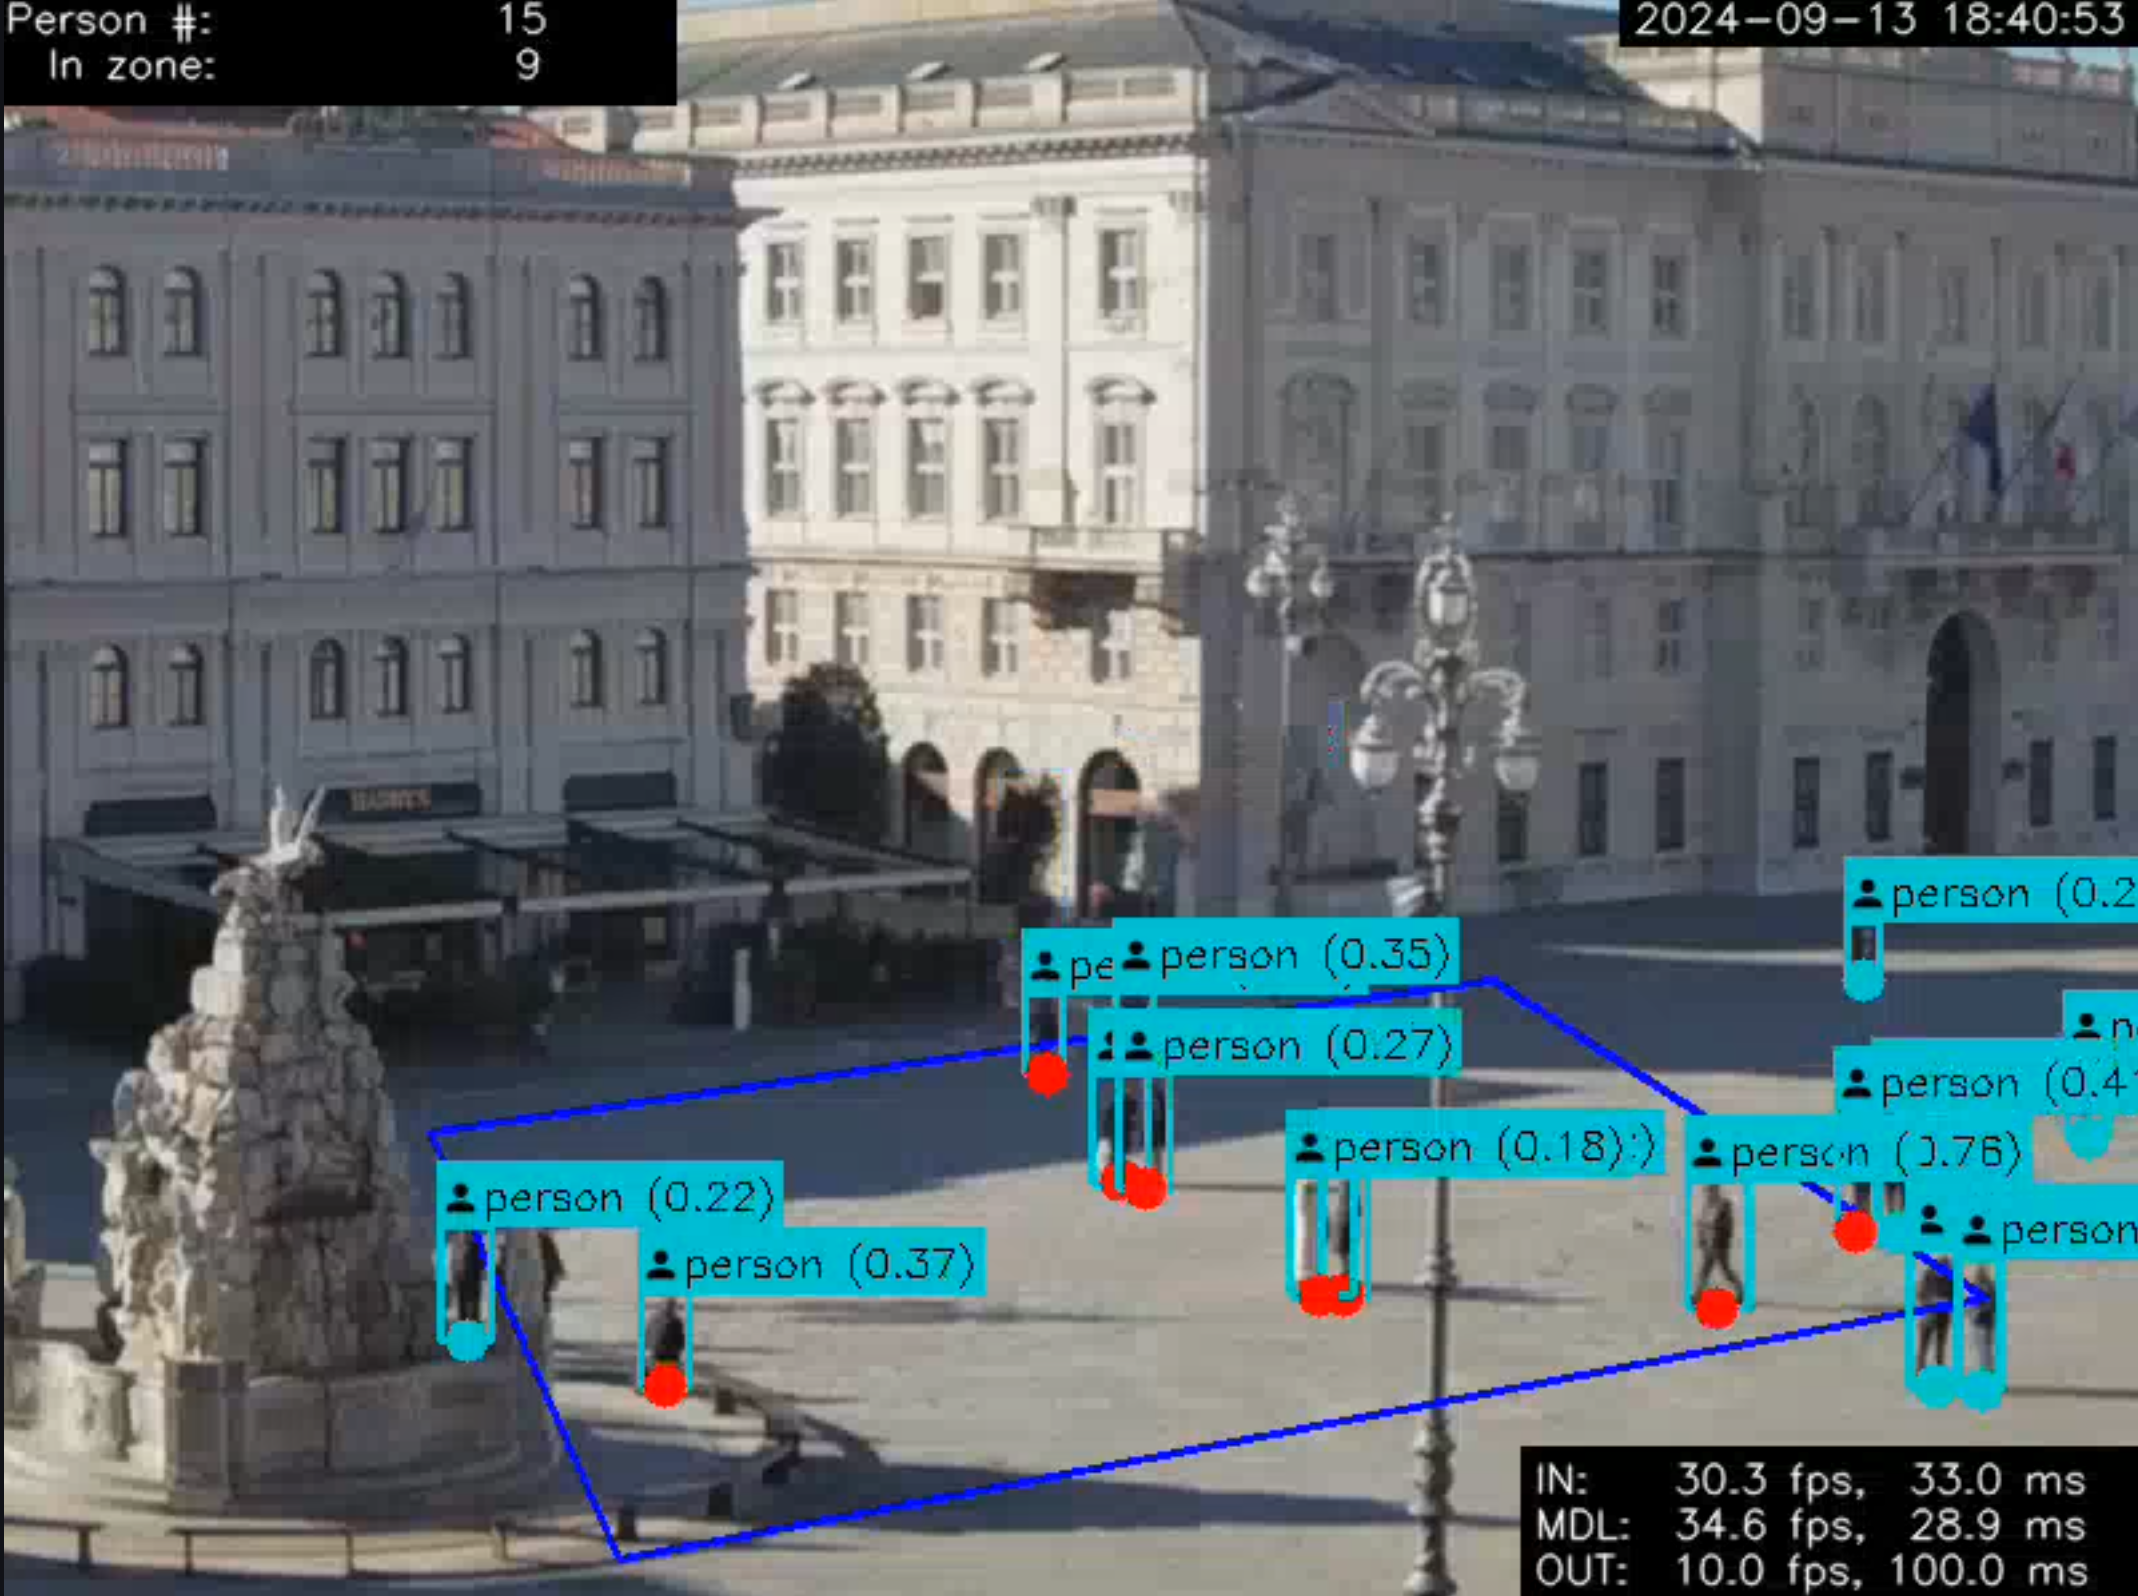 Person #: 15
In zone: 9
2024-09-13 18:40:53
HARRY'S
person (0.2
pe
person (0.35)
person (0.27)
person (0.41
person (0.18):)
person (0.76)
person (0.22)
person
person (0.37)
IN: 30.3 fps, 33.0 ms
MDL: 34.6 fps, 28.9 ms
OUT: 10.0 fps, 100.0 ms